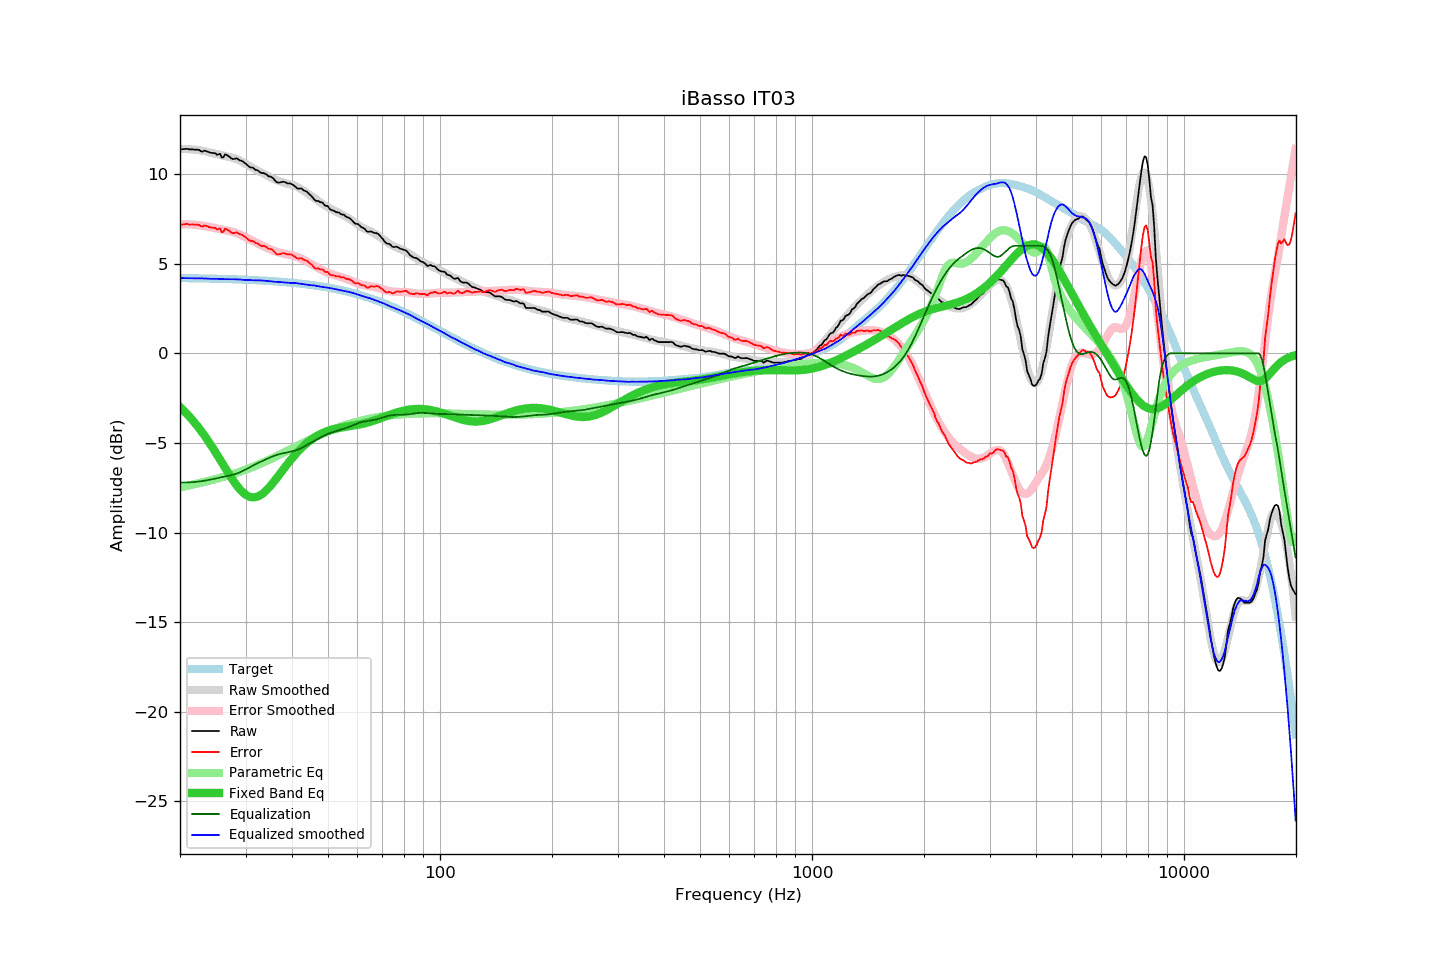 iBasso IT03
Amplitude (dBr)
10
5
0
−5
−10
−15
−20
−25
Target
Raw Smoothed
Error Smoothed
Raw
Error
Parametric Eq
Fixed Band Eq
Equalization
Equalized smoothed
100
1000
10000
Frequency (Hz)